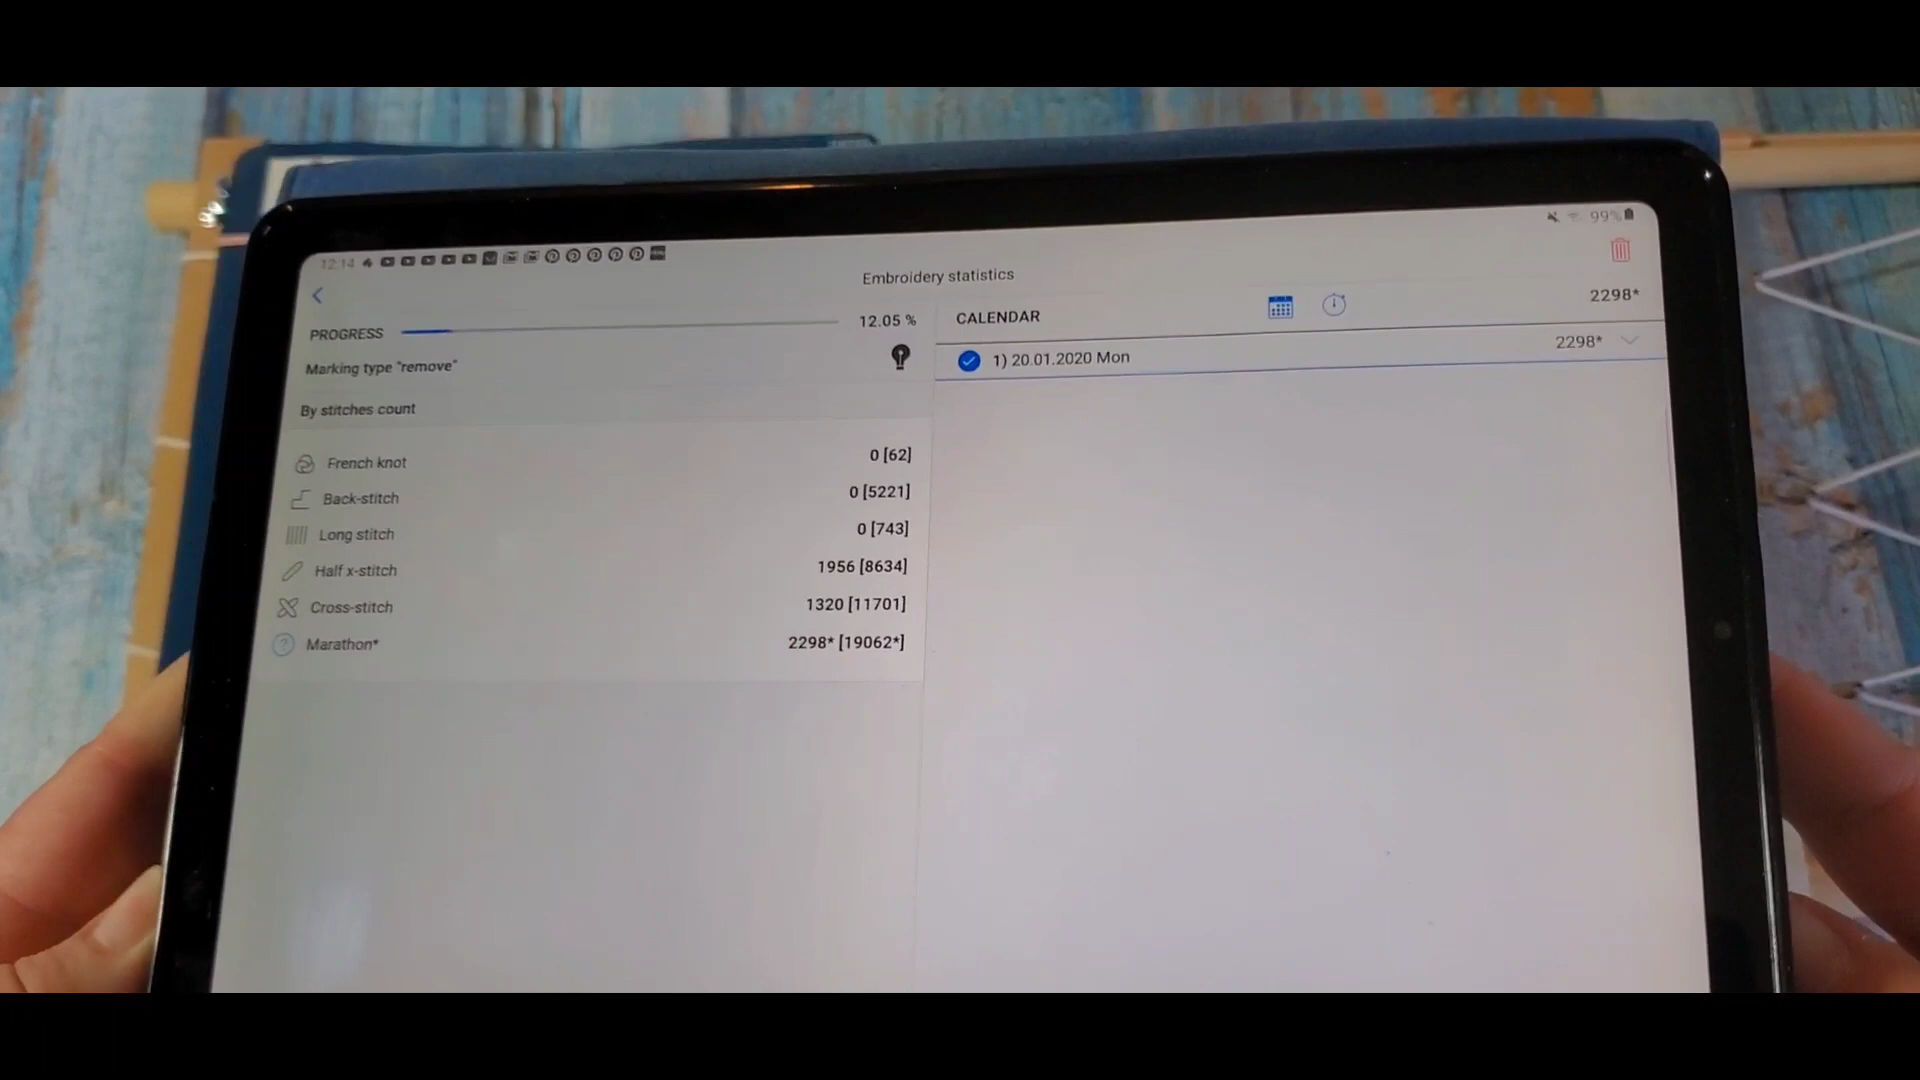 12:14
99%
Embroidery statistics
PROGRESS
12.05 %
Marking type "remove"
By stitches count
French knot
0 [62]
Back-stitch
0 [5221]
Long stitch
0 [743]
Half x-stitch
1956 [8634]
Cross-stitch
1320 [11701]
Marathon*
2298* [19062*]
CALENDAR
2298*
1) 20.01.2020 Mon
2298*